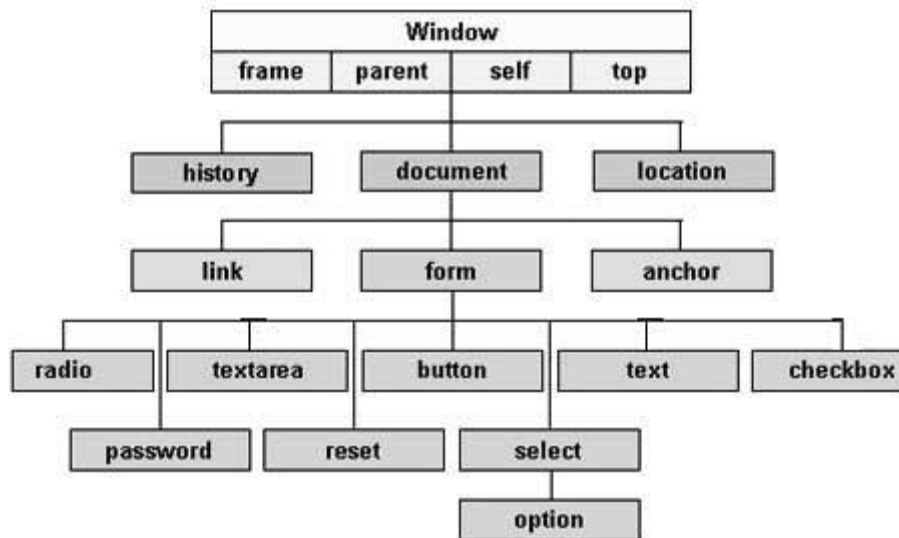 Window
frame parent self top
history document location
link form anchor
radio textarea button text checkbox
password reset select
option